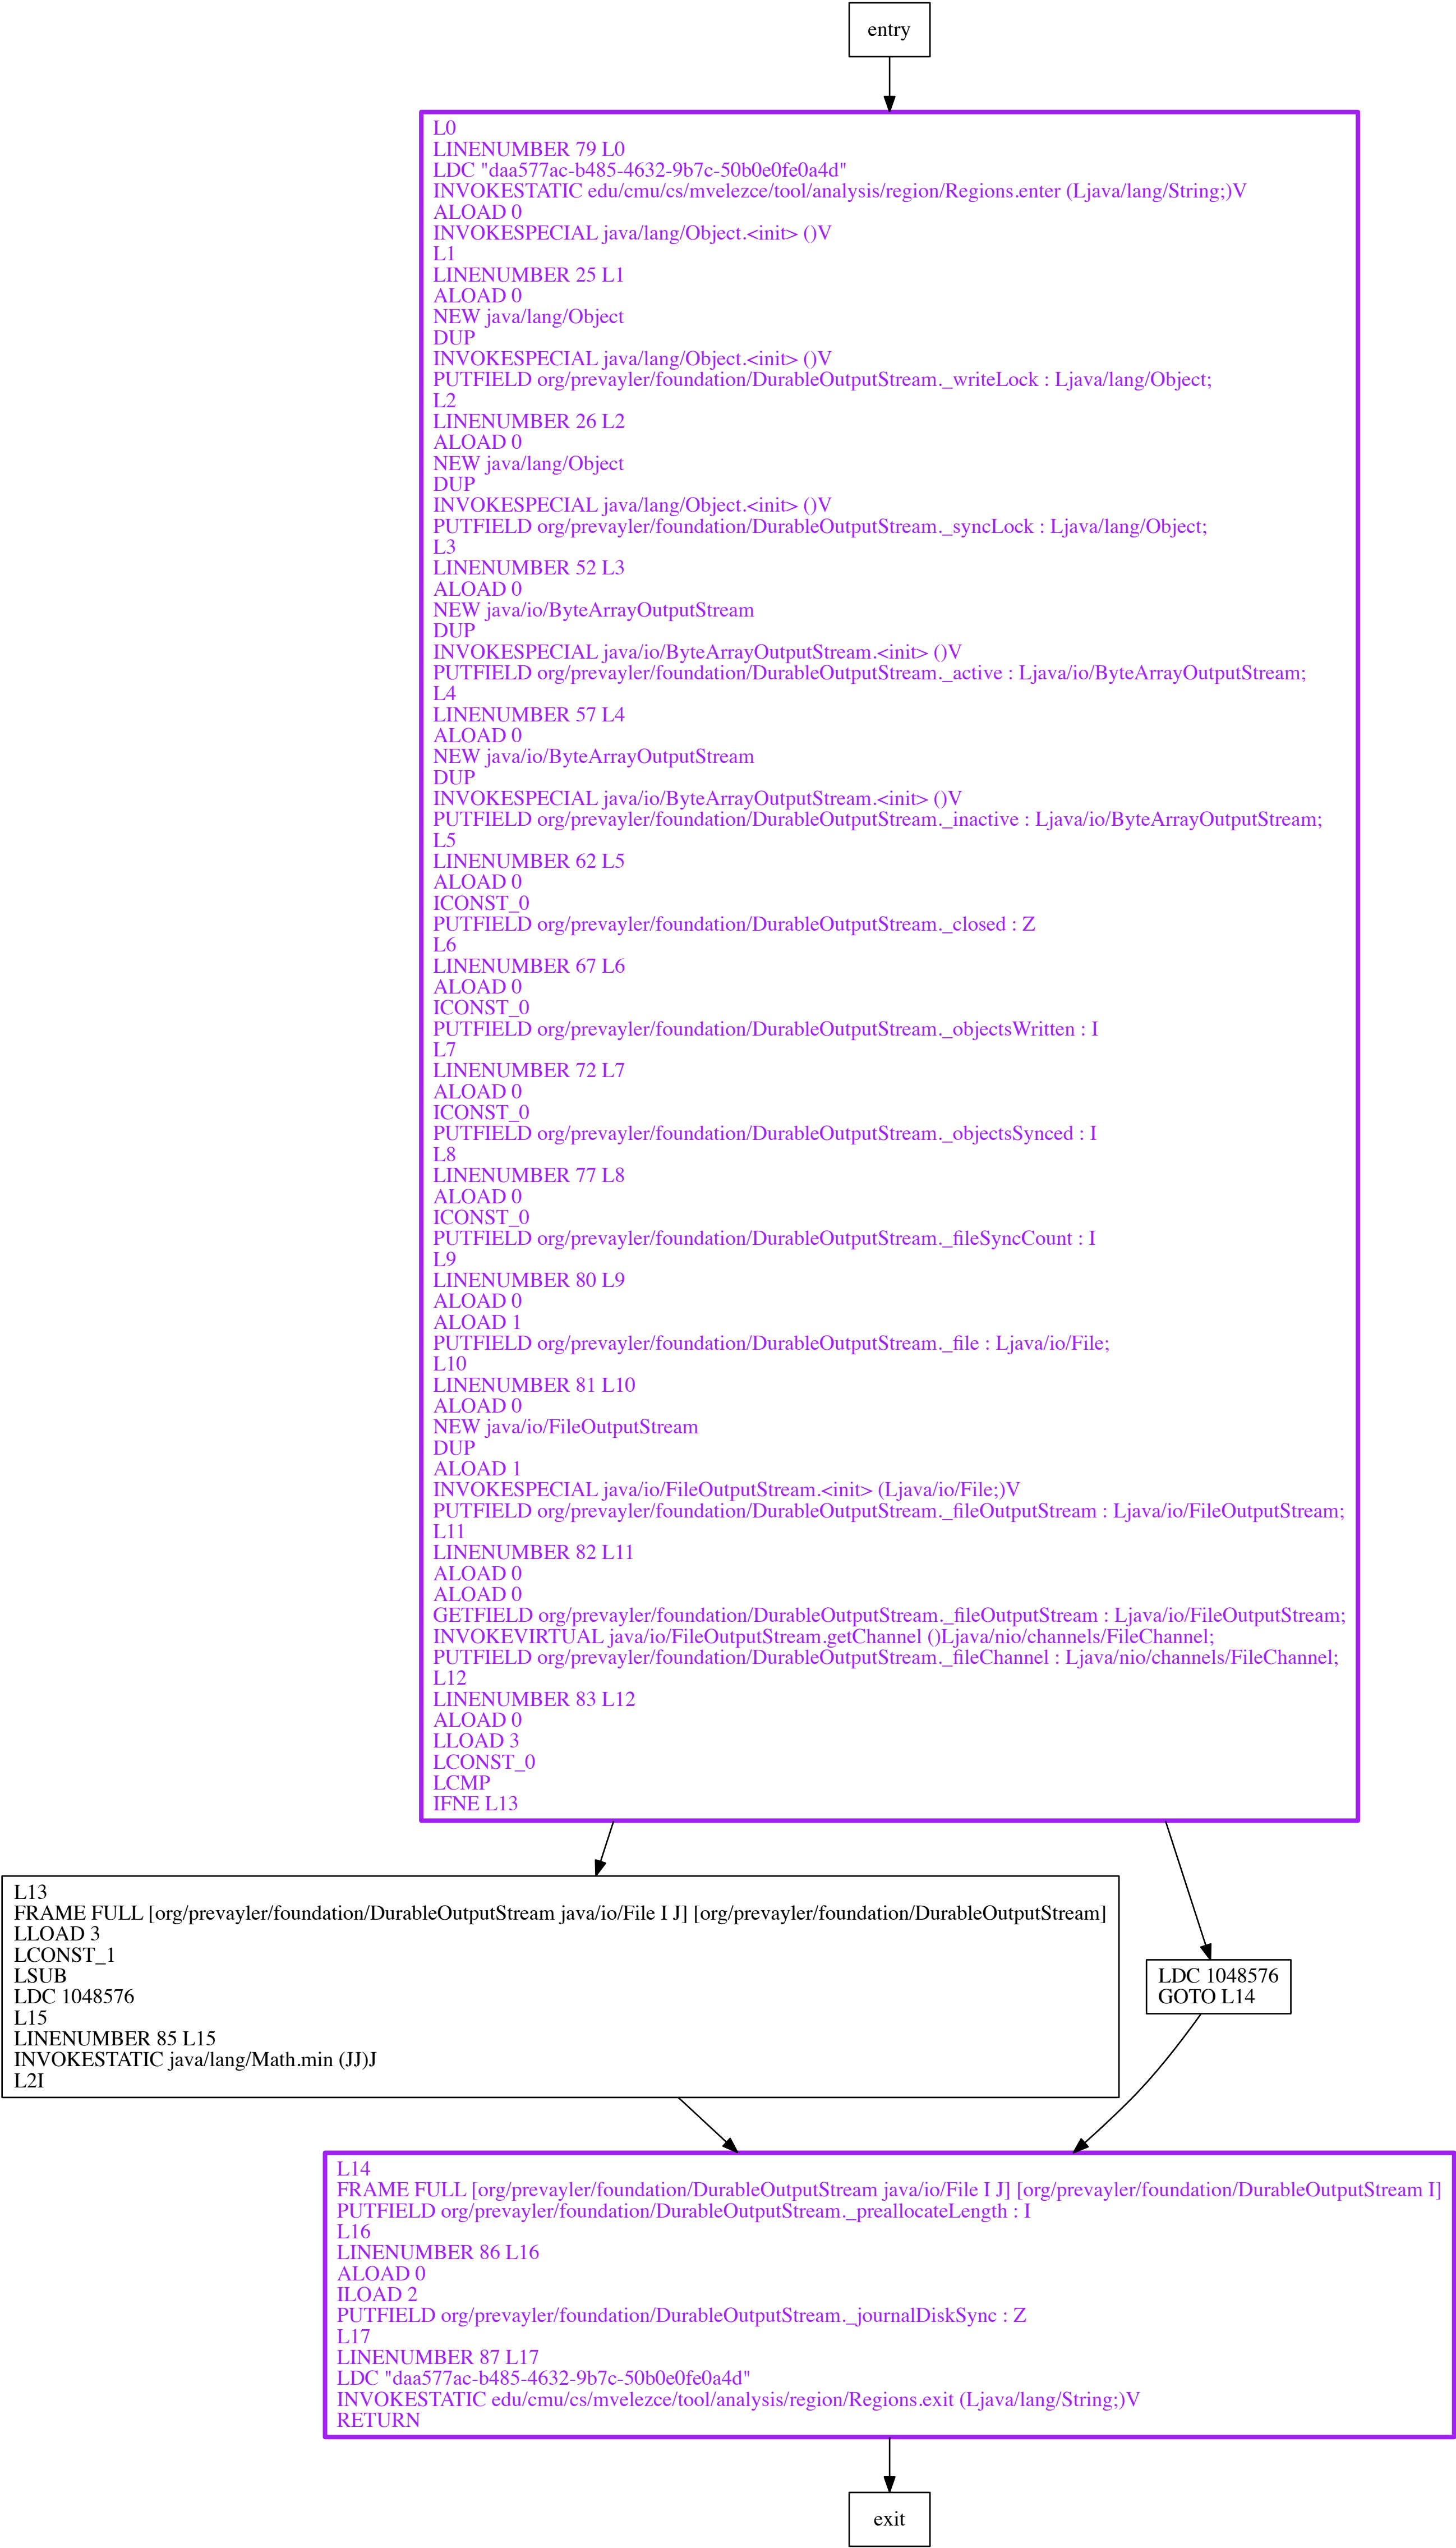 entry
L0
LINENUMBER 79 L0
LDC "daa577ac-b485-4632-9b7c-50b0e0fe0a4d"
INVOKESTATIC edu/cmu/cs/mvelezce/tool/analysis/region/Regions.enter (Ljava/lang/String;)V
ALOAD 0
INVOKESPECIAL java/lang/Object.<init> ()V
L1
LINENUMBER 25 L1
ALOAD 0
NEW java/lang/Object
DUP
INVOKESPECIAL java/lang/Object.<init> ()V
PUTFIELD org/prevayler/foundation/DurableOutputStream._writeLock : Ljava/lang/Object;
L2
LINENUMBER 26 L2
ALOAD 0
NEW java/lang/Object
DUP
INVOKESPECIAL java/lang/Object.<init> ()V
PUTFIELD org/prevayler/foundation/DurableOutputStream._syncLock : Ljava/lang/Object;
L3
LINENUMBER 52 L3
ALOAD 0
NEW java/io/ByteArrayOutputStream
DUP
INVOKESPECIAL java/io/ByteArrayOutputStream.<init> ()V
PUTFIELD org/prevayler/foundation/DurableOutputStream._active : Ljava/io/ByteArrayOutputStream;
L4
LINENUMBER 57 L4
ALOAD 0
NEW java/io/ByteArrayOutputStream
DUP
INVOKESPECIAL java/io/ByteArrayOutputStream.<init> ()V
PUTFIELD org/prevayler/foundation/DurableOutputStream._inactive : Ljava/io/ByteArrayOutputStream;
L5
LINENUMBER 62 L5
ALOAD 0
ICONST_0
PUTFIELD org/prevayler/foundation/DurableOutputStream._closed : Z
L6
LINENUMBER 67 L6
ALOAD 0
ICONST_0
PUTFIELD org/prevayler/foundation/DurableOutputStream._objectsWritten : I
L7
LINENUMBER 72 L7
ALOAD 0
ICONST_0
PUTFIELD org/prevayler/foundation/DurableOutputStream._objectsSynced : I
L8
LINENUMBER 77 L8
ALOAD 0
ICONST_0
PUTFIELD org/prevayler/foundation/DurableOutputStream._fileSyncCount : I
L9
LINENUMBER 80 L9
ALOAD 0
ALOAD 1
PUTFIELD org/prevayler/foundation/DurableOutputStream._file : Ljava/io/File;
L10
LINENUMBER 81 L10
ALOAD 0
NEW java/io/FileOutputStream
DUP
ALOAD 1
INVOKESPECIAL java/io/FileOutputStream.<init> (Ljava/io/File;)V
PUTFIELD org/prevayler/foundation/DurableOutputStream._fileOutputStream : Ljava/io/FileOutputStream;
L11
LINENUMBER 82 L11
ALOAD 0
ALOAD 0
GETFIELD org/prevayler/foundation/DurableOutputStream._fileOutputStream : Ljava/io/FileOutputStream;
INVOKEVIRTUAL java/io/FileOutputStream.getChannel ()Ljava/nio/channels/FileChannel;
PUTFIELD org/prevayler/foundation/DurableOutputStream._fileChannel : Ljava/nio/channels/FileChannel;
L12
LINENUMBER 83 L12
ALOAD 0
LLOAD 3
LCONST_0
LCMP
IFNE L13
L13
FRAME FULL [org/prevayler/foundation/DurableOutputStream java/io/File I J] [org/prevayler/foundation/DurableOutputStream]
LLOAD 3
LCONST_1
LSUB
LDC 1048576
L15
LINENUMBER 85 L15
INVOKESTATIC java/lang/Math.min (JJ)J
L2I
LDC 1048576
GOTO L14
L14
FRAME FULL [org/prevayler/foundation/DurableOutputStream java/io/File I J] [org/prevayler/foundation/DurableOutputStream I]
PUTFIELD org/prevayler/foundation/DurableOutputStream._preallocateLength : I
L16
LINENUMBER 86 L16
ALOAD 0
ILOAD 2
PUTFIELD org/prevayler/foundation/DurableOutputStream._journalDiskSync : Z
L17
LINENUMBER 87 L17
LDC "daa577ac-b485-4632-9b7c-50b0e0fe0a4d"
INVOKESTATIC edu/cmu/cs/mvelezce/tool/analysis/region/Regions.exit (Ljava/lang/String;)V
RETURN
exit